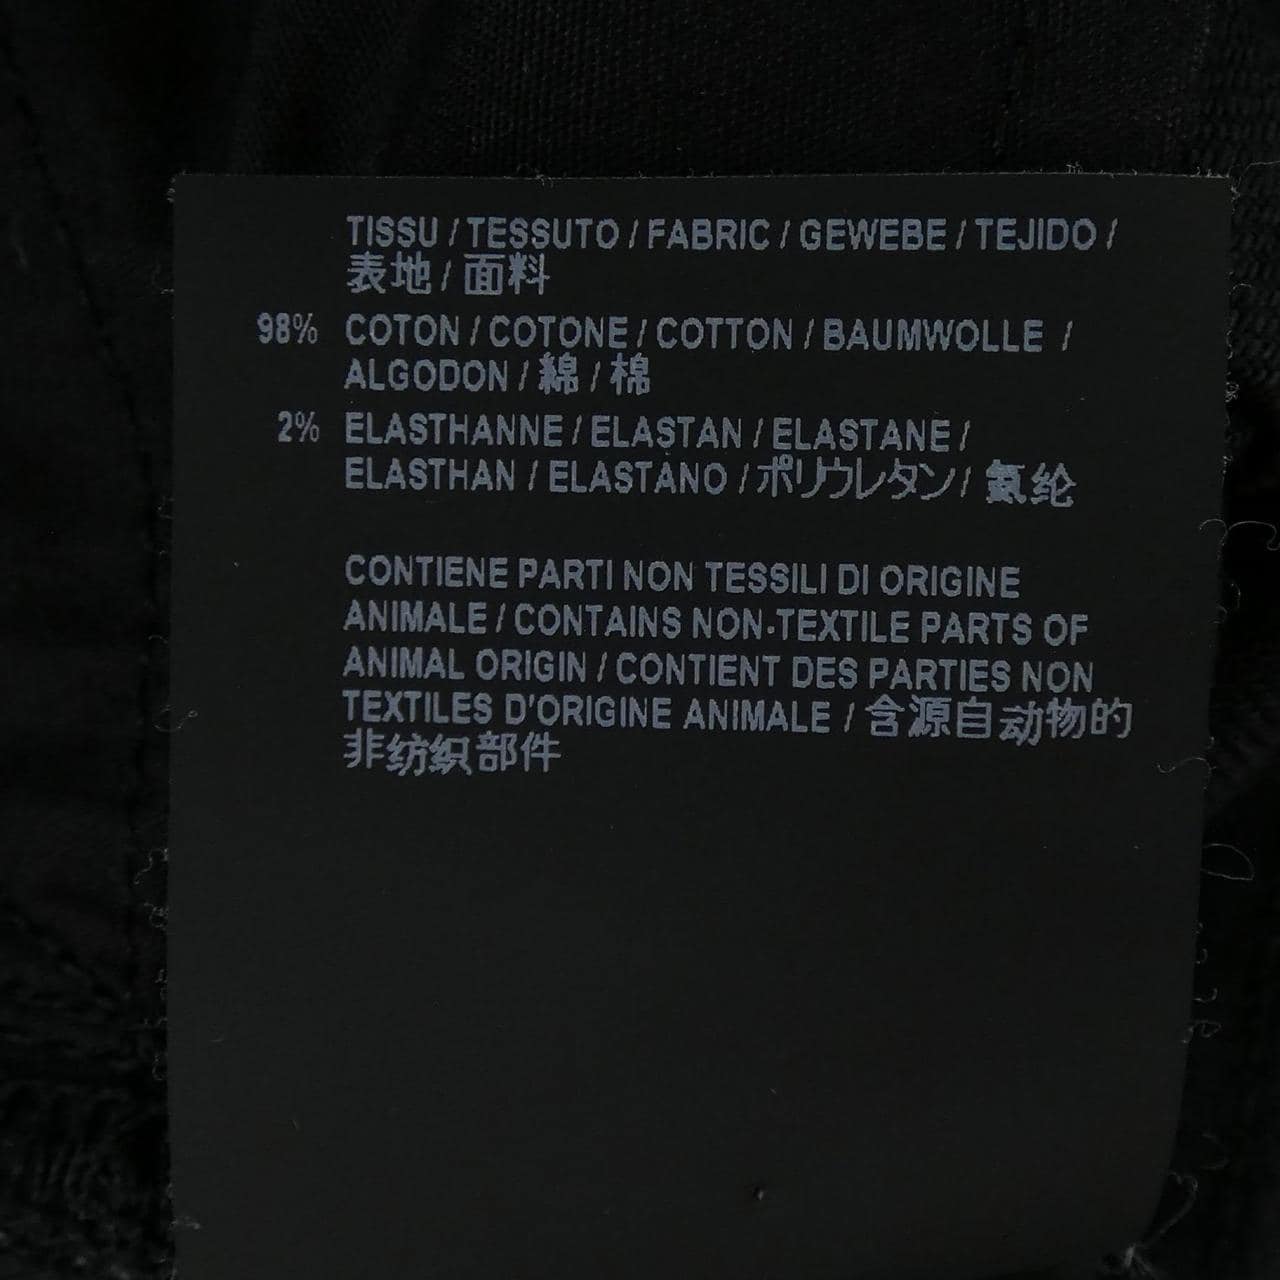 TISSU / TESSUTO / FABRIC / GEWEBE / TEJIDO /
表地 / 面料
98% COTON / COTONE / COTTON / BAUMWOLLE /
ALGODON / 綿 / 棉
2% ELASTHANNE / ELASTAN / ELASTANE /
ELASTHAN / ELASTANO / ポリウレタン / 氨纶
CONTIENE PARTI NON TESSILI DI ORIGINE
ANIMALE / CONTAINS NON-TEXTILE PARTS OF
ANIMAL ORIGIN / CONTIENT DES PARTIES NON
TEXTILES D'ORIGINE ANIMALE / 含源自动物的
非纺织部件